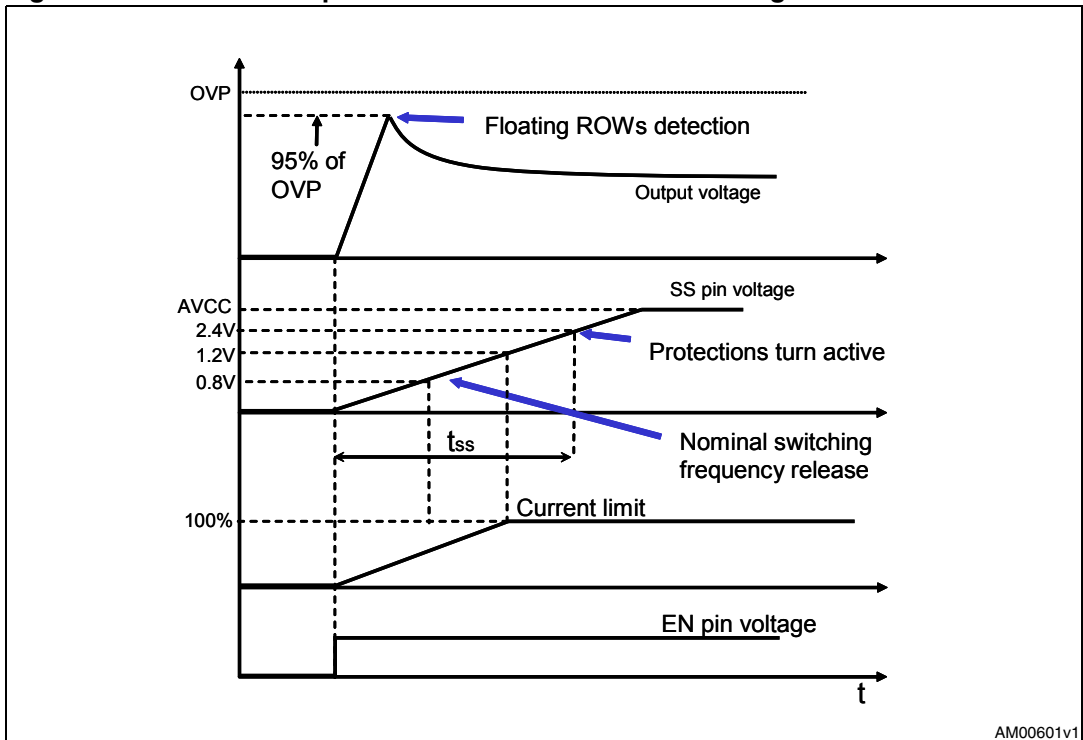 OVP
Floating ROWs detection
95% of
OVP
Output voltage
SS pin voltage
AVCC
2.4V
1.2V
0.8V
Protections turn active
Nominal switching
frequency release
tss
100%
Current limit
EN pin voltage
t
AM00601v1